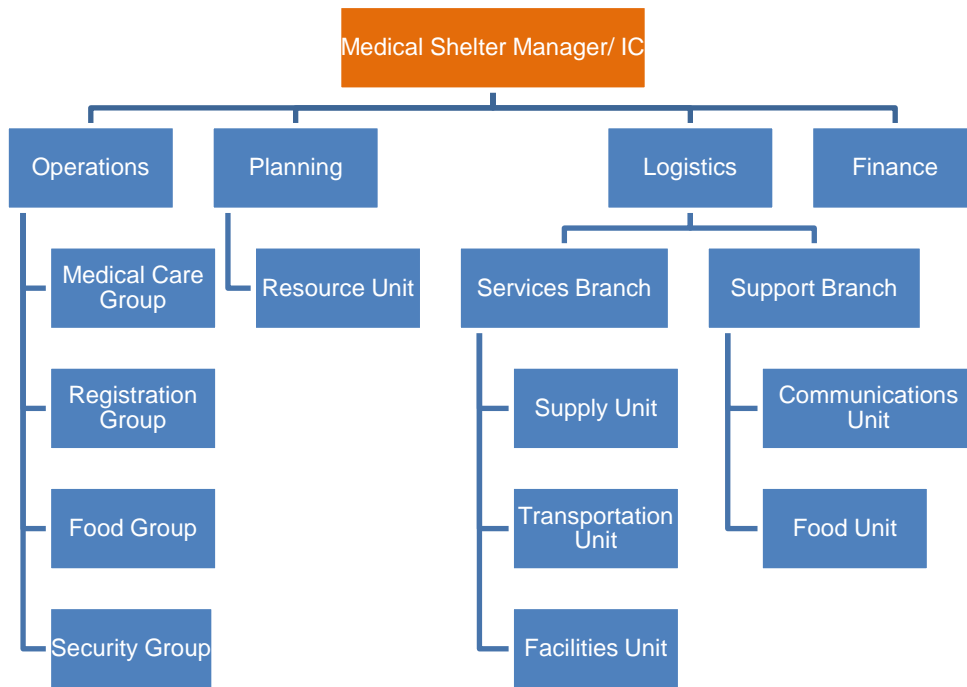 Medical Shelter Manager/ IC
Operations
Planning
Logistics
Finance
Medical Care
Group
Resource Unit
Services Branch
Support Branch
Registration
Group
Supply Unit
Communications
Unit
Food Group
Transportation
Unit
Food Unit
Security Group
Facilities Unit